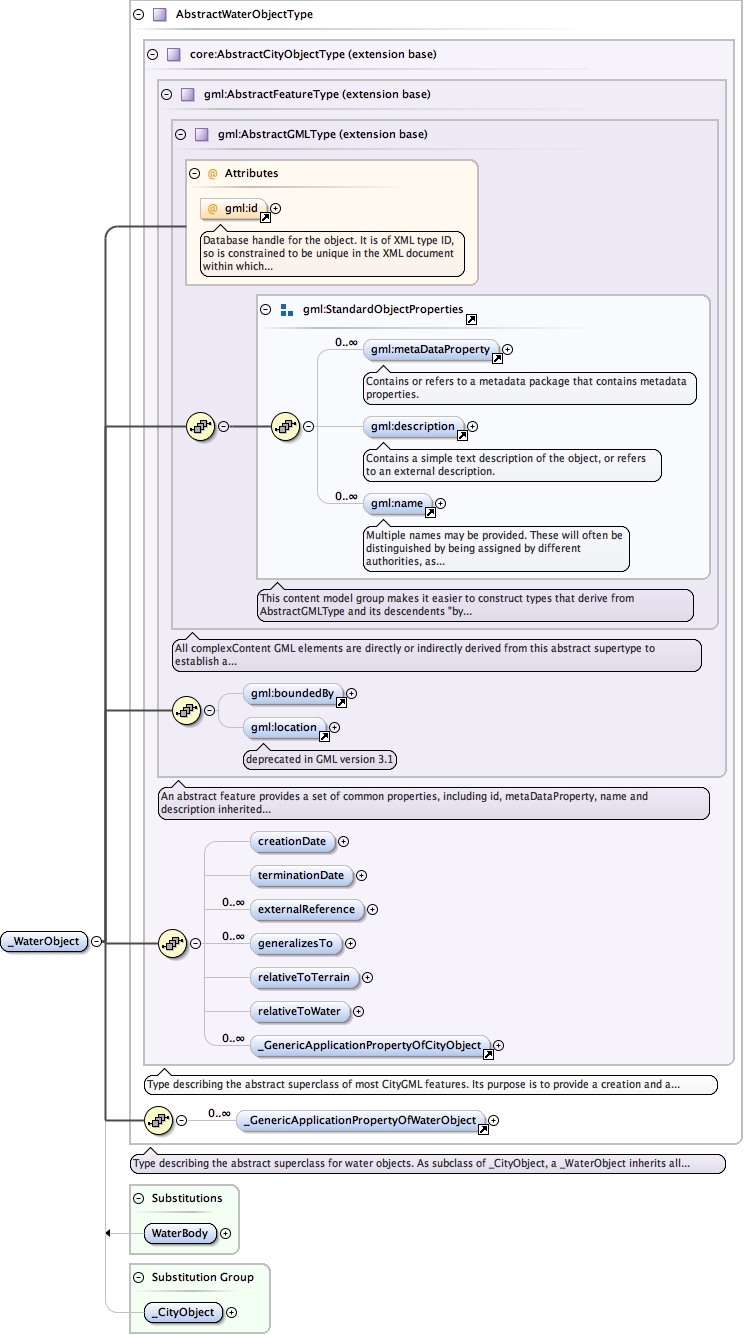 AbstractWaterObjectType
core:AbstractCityObjectType (extension base)
gml:AbstractFeatureType (extension base)
gml:AbstractGMLType (extension base)
@ Attributes
@ gml:id
Database handle for the object. It is of XML type ID,
so is constrained to be unique in the XML document
within which...
gml:StandardObjectProperties
0..∞ gml:metaDataProperty
Contains or refers to a metadata package that contains metadata
properties.
gml:description
Contains a simple text description of the object, or refers
to an external description.
0..∞ gml:name
Multiple names may be provided. These will often be
distinguished by being assigned by different
authorities, as...
This content model group makes it easier to construct types that derive from
AbstractGMLType and its descendents "by...
All complexContent GML elements are directly or indirectly derived from this abstract supertype to
establish a...
gml:boundedBy
gml:location
deprecated in GML version 3.1
An abstract feature provides a set of common properties, including id, metaDataProperty, name and
description inherited...
creationDate
terminationDate
0..∞ externalReference
_WaterObject
0..∞ generalizesTo
relativeToTerrain
relativeToWater
0..∞ _GenericApplicationPropertyOfCityObject
Type describing the abstract superclass of most CityGML features. Its purpose is to provide a creation and a...
0..∞ _GenericApplicationPropertyOfWaterObject
Type describing the abstract superclass for water objects. As subclass of _CityObject, a _WaterObject inherits all...
Substitutions
WaterBody
Substitution Group
_CityObject